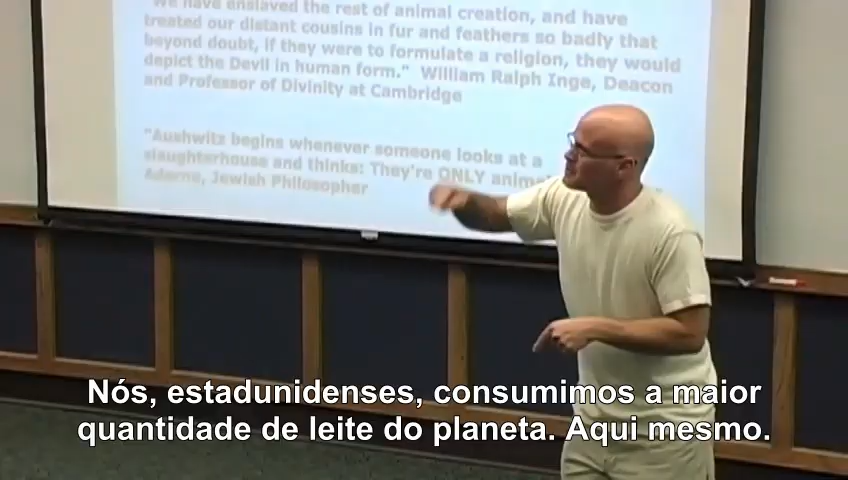 "We have enslaved the rest of animal creation, and have
treated our distant cousins in fur and feathers so badly that
beyond doubt, if they were to formulate a religion, they would
depict the Devil in human form." William Ralph Inge, Deacon
and Professor of Divinity at Cambridge
"Aushwitz begins whenever someone looks at a
slaughterhouse and thinks: They're ONLY
Adorno, Jewish Philosopher
Nós, estadunidenses, consumimos a maior
quantidade de leite do planeta. Aqui mesmo.